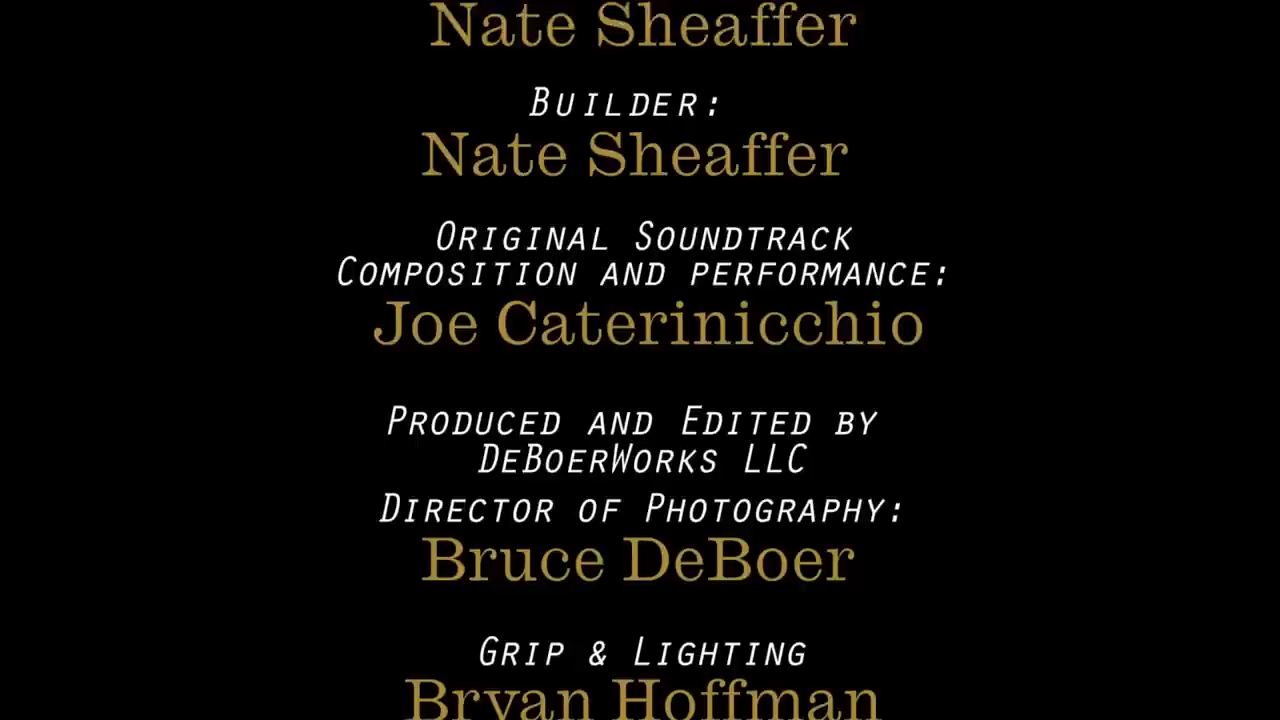 Nate Sheaffer
Builder:
Nate Sheaffer
Original Soundtrack
Composition and performance:
Joe Caterinicchio
Produced and Edited by
DeBoerWorks LLC
Director of Photography:
Bruce DeBoer
Grip & Lighting
Bryan Hoffman